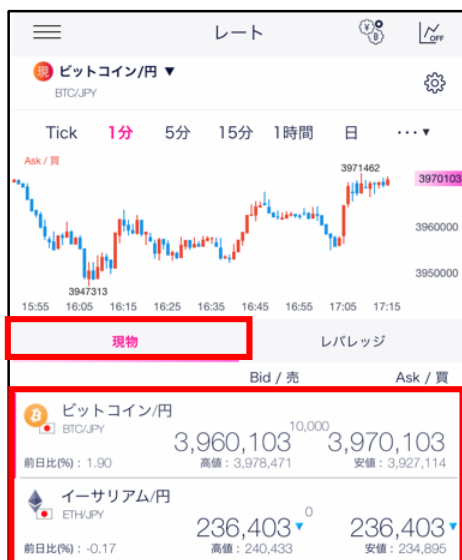 レート
¥
B
OFF
現 ビットコイン/円 ▼
BTC/JPY
Tick 1分 5分 15分 1時間 日 ··· ▼
Ask / 買
3971462
3970103
3960000
3950000
3947313
15:55 16:05 16:15 16:25 16:35 16:45 16:55 17:05 17:15
現物 レバレッジ
Bid / 売 Ask / 買
ビットコイン/円
BTC/JPY
3,960,103 10,000 3,970,103
前日比(%) : 1.90 高値 : 3,978,471 安値 : 3,927,114
イーサリアム/円
ETH/JPY
236,403 ▼ 0 236,403 ▼
前日比(%) : -0.17 高値 : 240,433 安値 : 234,895